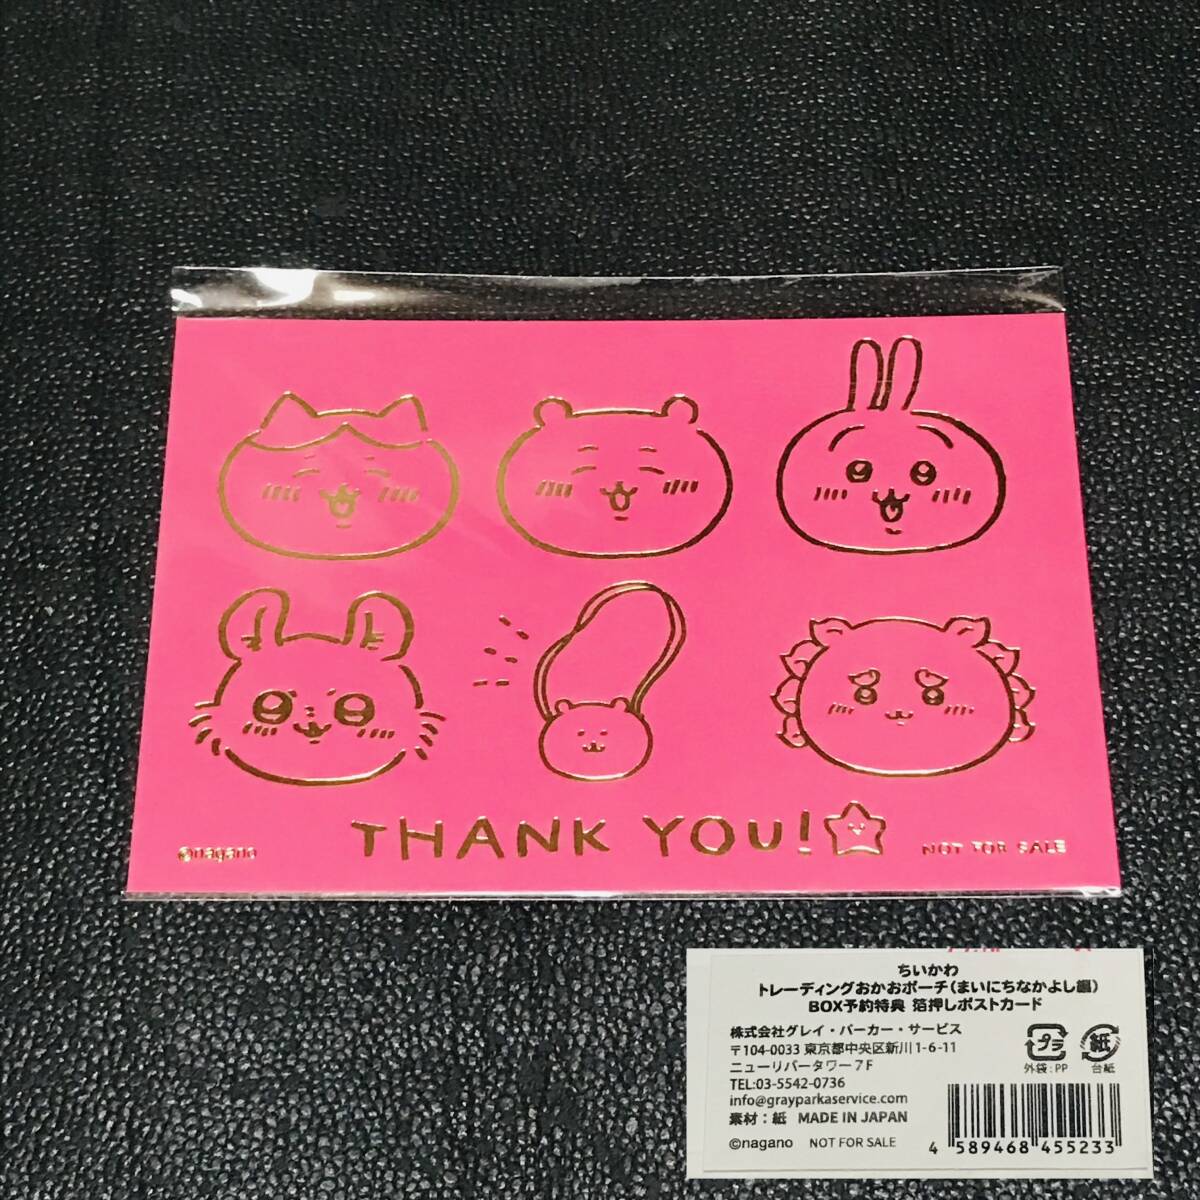 THANK YOU!
©nagano
NOT FOR SALE
ちいかわ
トレーディングおかおポーチ(まいにちなかよし編)
BOX予約特典 箔押しポストカード
株式会社グレイ・パーカー・サービス
〒104-0033 東京都中央区新川1-6-11
ニューリバータワー7F
TEL:03-5542-0736
info@grayparkaservice.com
素材：紙 MADE IN JAPAN
©nagano NOT FOR SALE
プラ
外袋:PP
紙
台紙
4 589468 455233